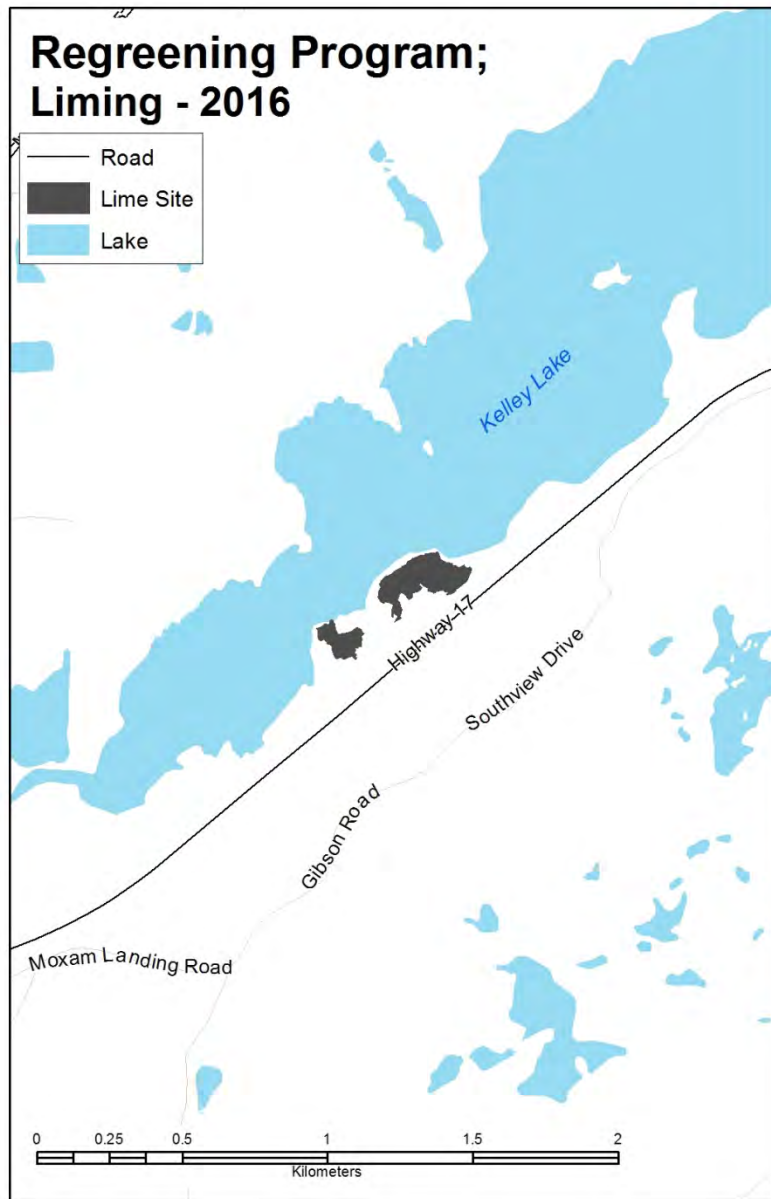 Regreening Program;
Liming - 2016
Road
Lime Site
Lake
Kelley Lake
Highway 17
Southview Drive
Gibson Road
Moxam Landing Road
0 0.25 0.5 1 1.5 2
Kilometers